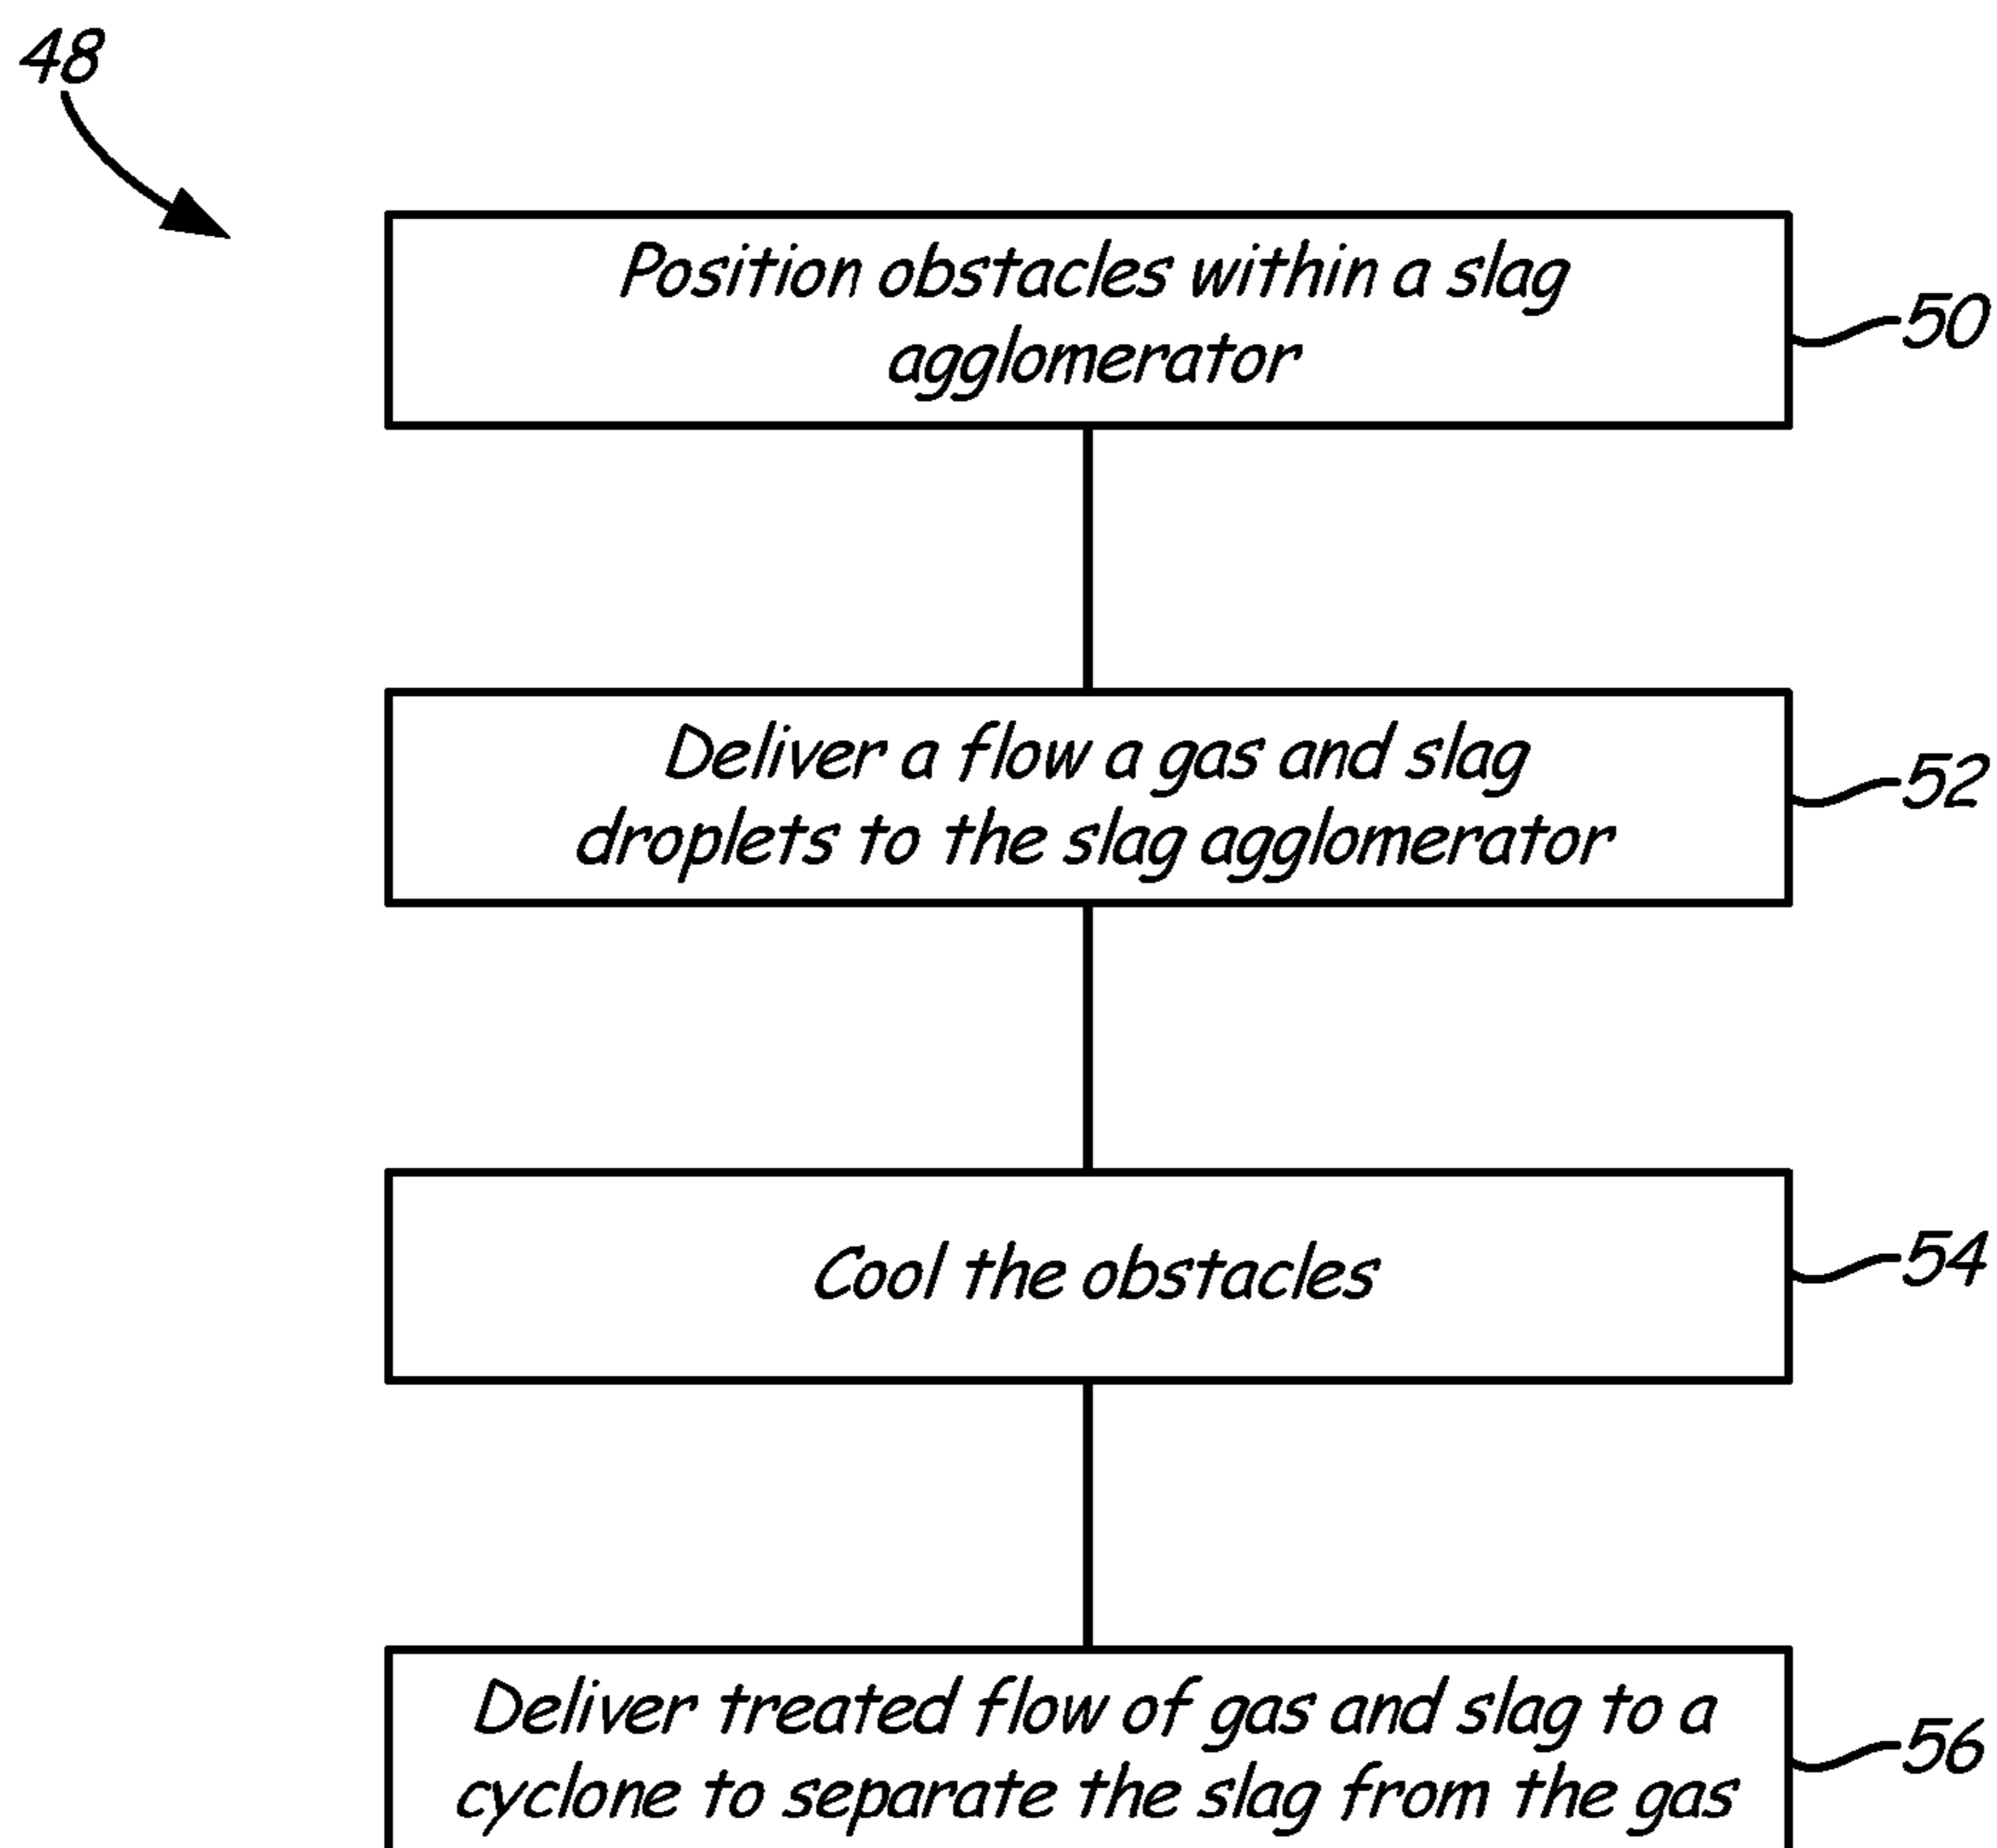 48
Position obstacles within a slag
agglomerator
50
Deliver a flow a gas and slag
droplets to the slag agglomerator
52
Cool the obstacles
54
Deliver treated flow of gas and slag to a
cyclone to separate the slag from the gas
56